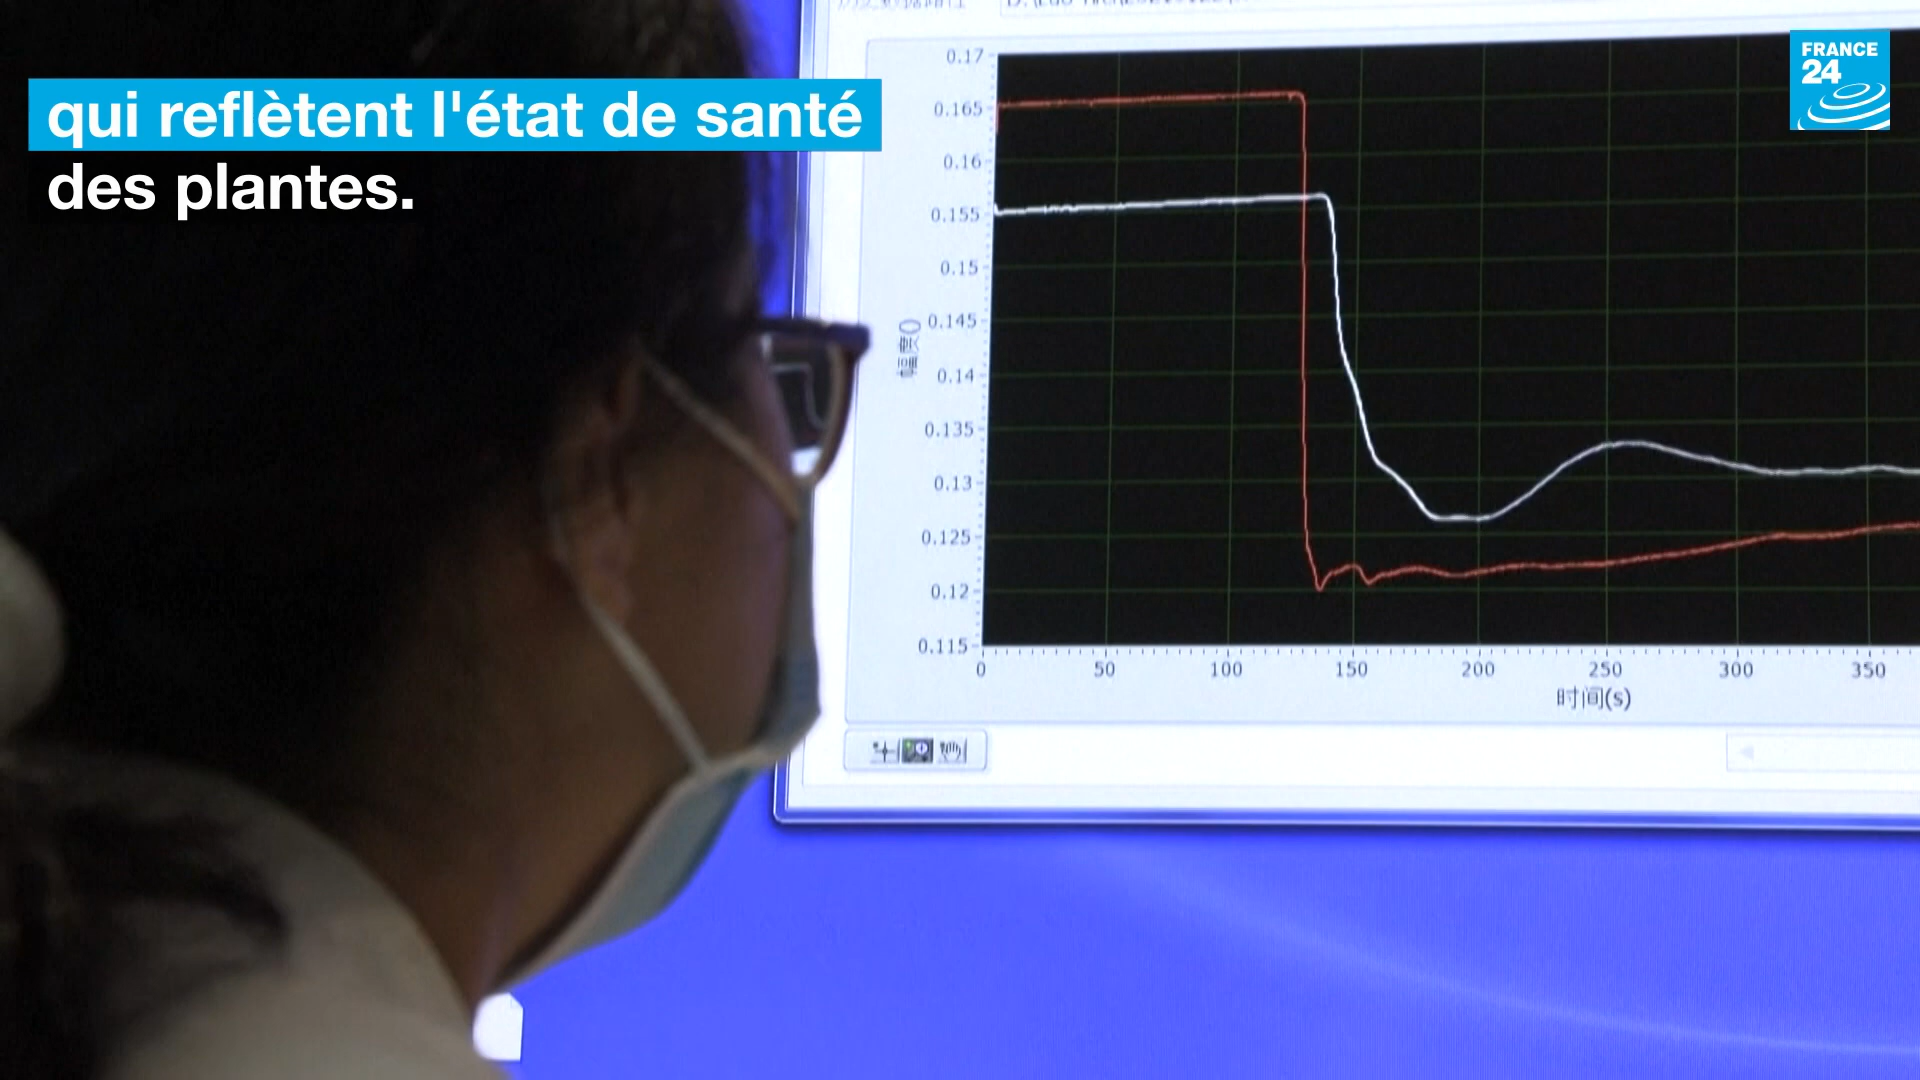 qui reflètent l'état de santé
des plantes.
FRANCE
24
0.17
0.165
0.16
0.155
0.15
0.145
0.14
0.135
0.13
0.125
0.12
0.115
幅度()
0 50 100 150 200 250 300 350
时间(s)